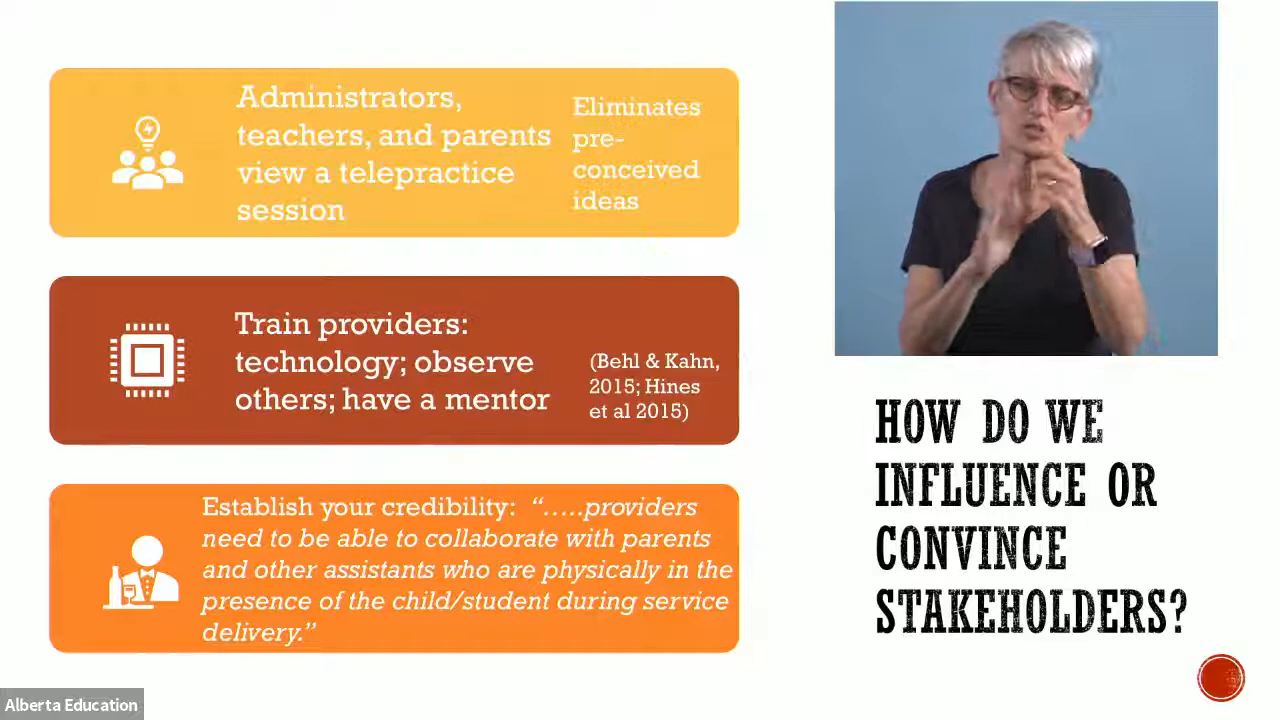 Administrators,
teachers, and parents
view a telepractice
session
Eliminates
pre-
conceived
ideas
Train providers:
technology; observe
others; have a mentor
(Behl & Kahn,
2015; Hines
et al 2015)
Establish your credibility: “…..providers
need to be able to collaborate with parents
and other assistants who are physically in the
presence of the child/student during service
delivery.”
HOW DO WE
INFLUENCE OR
CONVINCE
STAKEHOLDERS?
Alberta Education